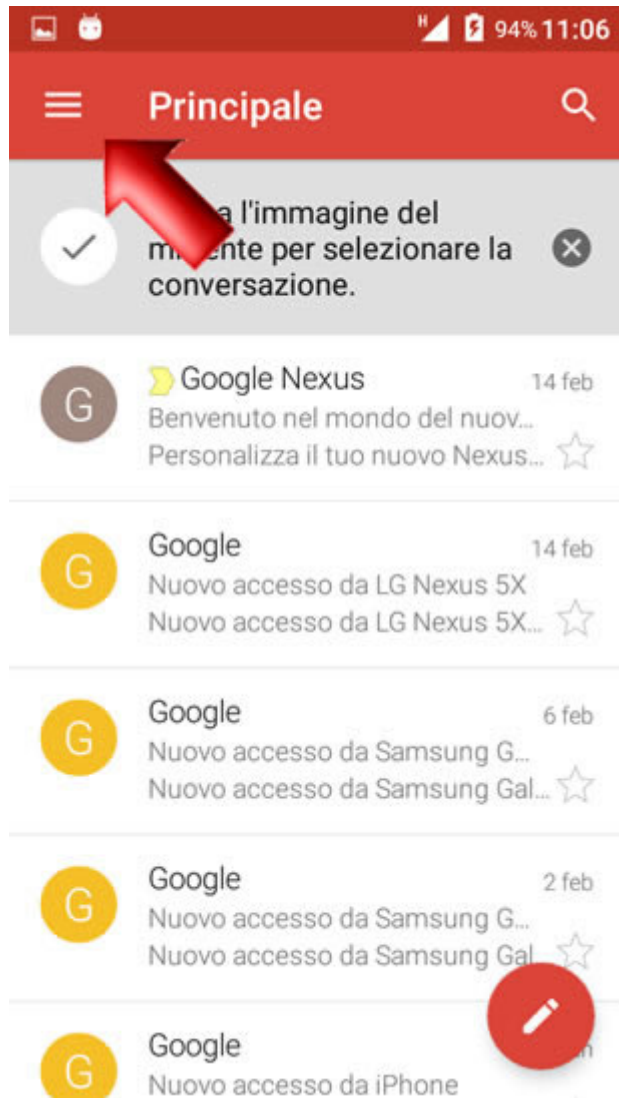 H 94% 11:06
Principale
a l'immagine del
per selezionare la
conversazione.
G Google Nexus 14 feb
Benvenuto nel mondo del nuov...
Personalizza il tuo nuovo Nexus...
G Google 14 feb
Nuovo accesso da LG Nexus 5X
Nuovo accesso da LG Nexus 5X...
G Google 6 feb
Nuovo accesso da Samsung G...
Nuovo accesso da Samsung Gal...
G Google 2 feb
Nuovo accesso da Samsung G...
Nuovo accesso da Samsung Gal
G Google
Nuovo accesso da iPhone